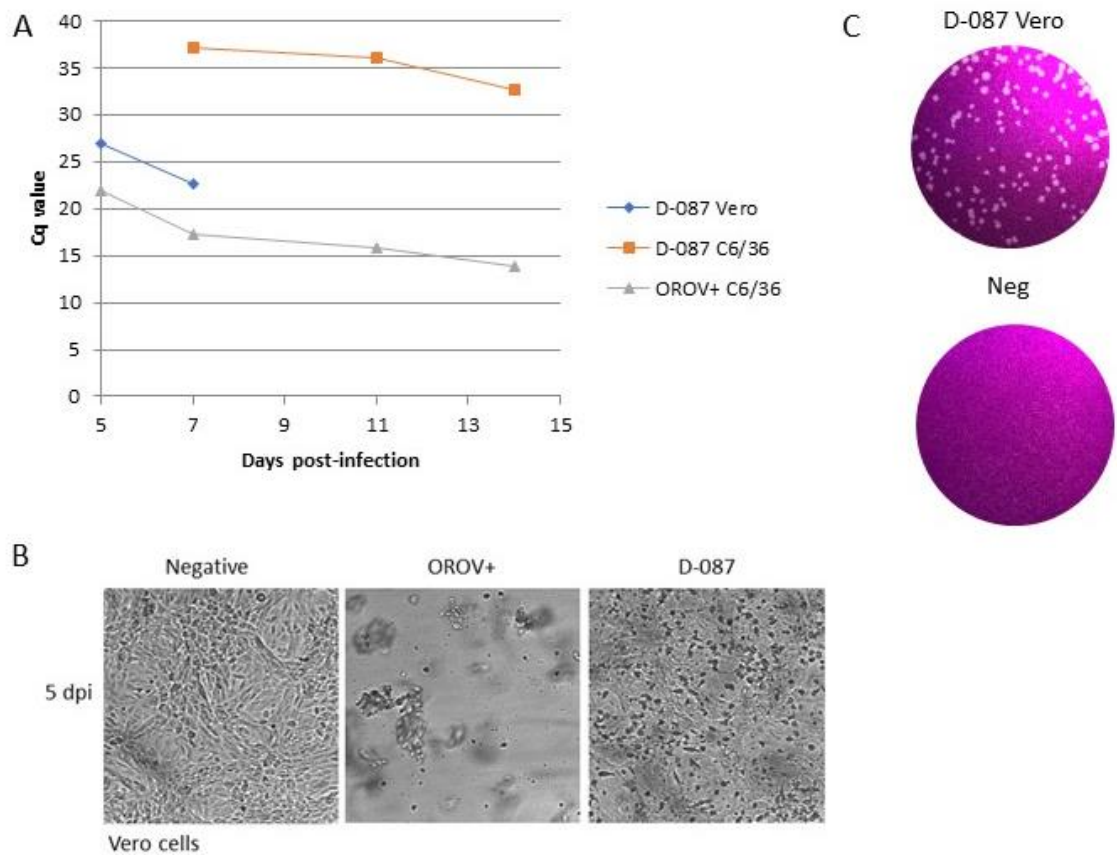 A
40
35
30
25
20
15
10
5
0
Cq value
5 7 9 11 13 15
Days post-infection
D-087 Vero
D-087 C6/36
OROV+ C6/36
C
D-087 Vero
Neg
B
Negative OROV+ D-087
5 dpi
Vero cells